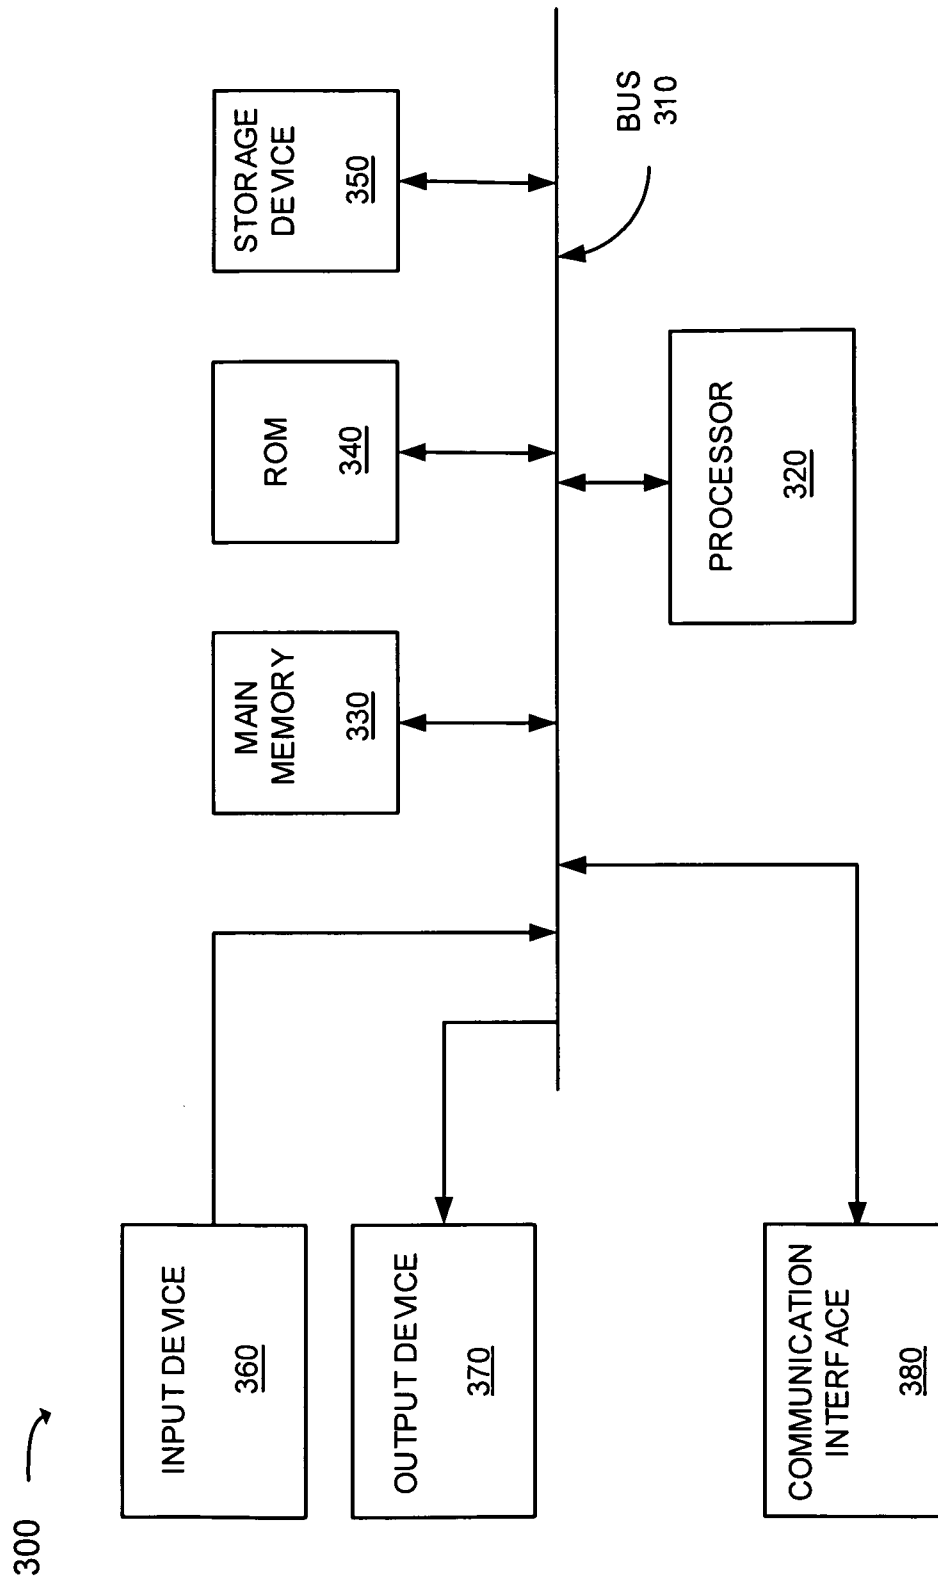 300
INPUT DEVICE
360
OUTPUT DEVICE
370
COMMUNICATION
INTERFACE
380
MAIN
MEMORY
330
ROM
340
STORAGE
DEVICE
350
PROCESSOR
320
BUS
310